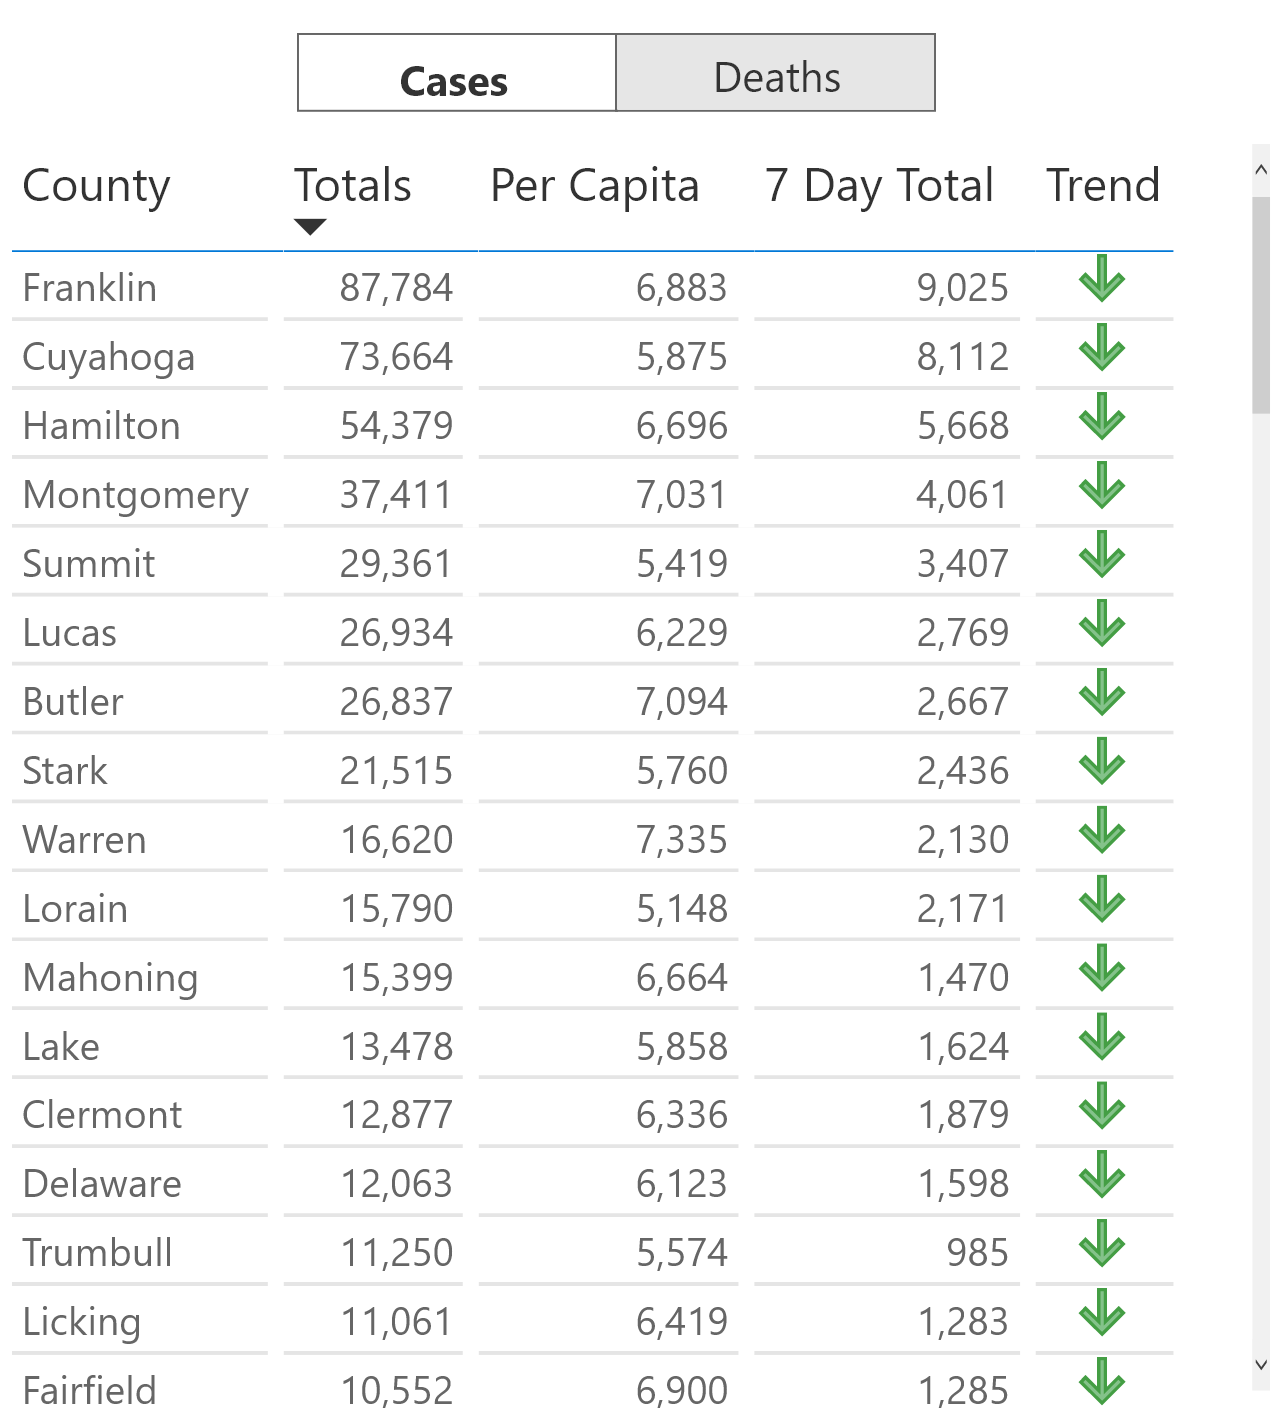 Cases Deaths
County Totals Per Capita 7 Day Total Trend
Franklin 87,784 6,883 9,025
Cuyahoga 73,664 5,875 8,112
Hamilton 54,379 6,696 5,668
Montgomery 37,411 7,031 4,061
Summit 29,361 5,419 3,407
Lucas 26,934 6,229 2,769
Butler 26,837 7,094 2,667
Stark 21,515 5,760 2,436
Warren 16,620 7,335 2,130
Lorain 15,790 5,148 2,171
Mahoning 15,399 6,664 1,470
Lake 13,478 5,858 1,624
Clermont 12,877 6,336 1,879
Delaware 12,063 6,123 1,598
Trumbull 11,250 5,574 985
Licking 11,061 6,419 1,283
Fairfield 10,552 6,900 1,285